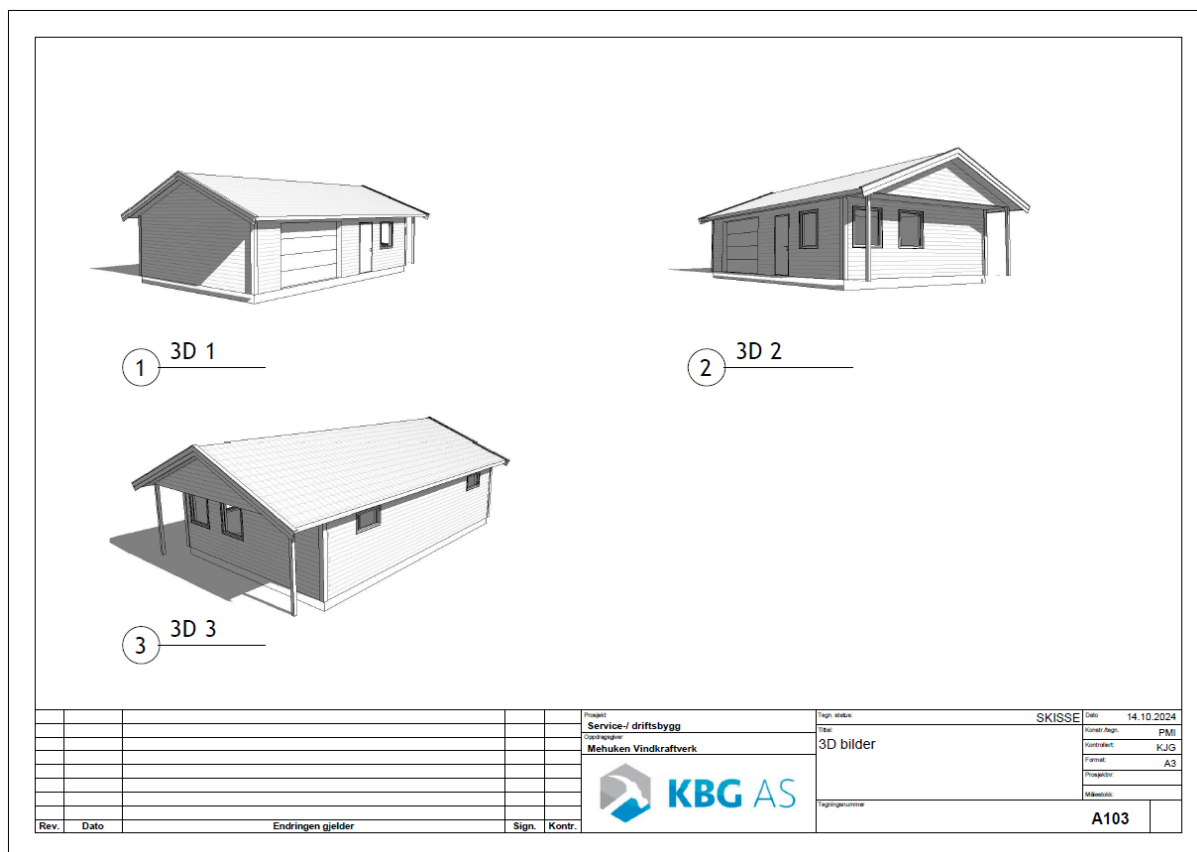 1
3D 1
2
3D 2
3
3D 3
Rev. Dato Endringen gjelder Sign. Kontr.
Prosjekt
Service-/ driftsbygg
Oppdragsgiver
Mehuken Vindkraftverk
KBG AS
Tegn. status:
SKISSE
Tittel:
3D bilder
Tegningsnummer
A103
Dato 14.10.2024
Konstr./tegn. PMI
Kontrollert: KJG
Format: A3
Prosjektnr:
Målestokk: